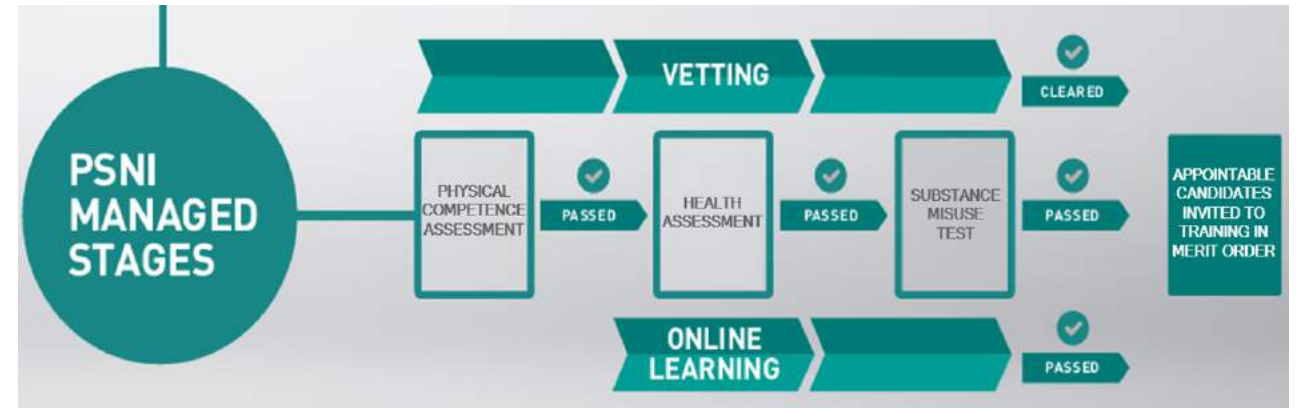 PSNI
MANAGED
STAGES
VETTING
CLEARED
PHYSICAL
COMPETENCE
ASSESSMENT
PASSED
HEALTH
ASSESSMENT
PASSED
SUBSTANCE
MISUSE
TEST
PASSED
APPOINTABLE
CANDIDATES
INVITED TO
TRAINING IN
MERIT ORDER
ONLINE
LEARNING
PASSED